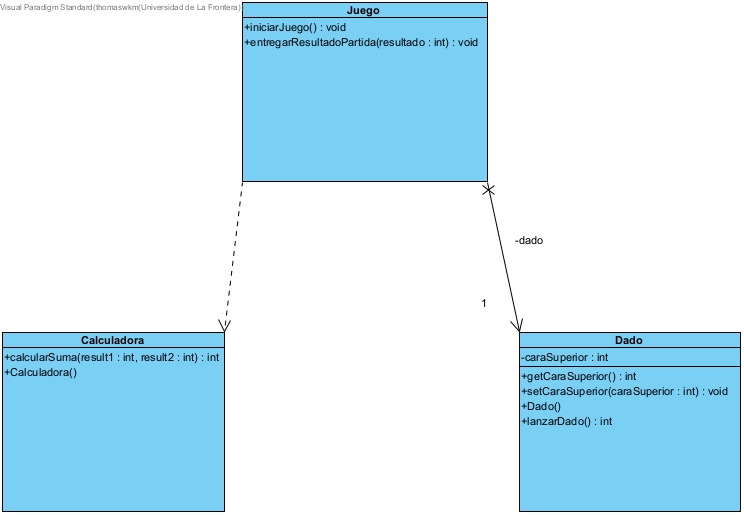 Visual Paradigm Standard(thomaswkm(Universidad de La Frontera)
Juego
+iniciarJuego() : void
+entregarResultadoPartida(resultado : int) : void
-dado
1
Calculadora
+calcularSuma(result1 : int, result2 : int) : int
+Calculadora()
Dado
-caraSuperior : int
+getCaraSuperior() : int
+setCaraSuperior(caraSuperior : int) : void
+Dado()
+lanzarDado() : int